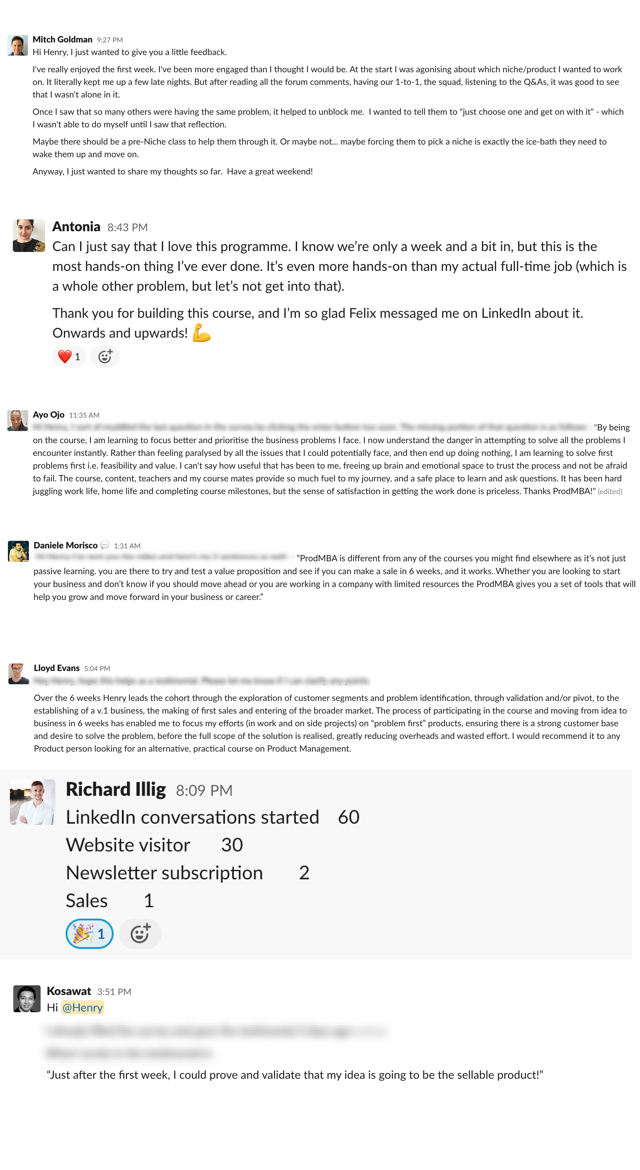 Mitch Goldman 9:27 PM
Hi Henry, I just wanted to give you a little feedback.
I've really enjoyed the first week. I've been more engaged than I thought I would be. At the start I was agonising about which niche/product I wanted to work
on. It literally kept me up a few late nights. But after reading all the forum comments, having our 1-to-1, the squad, listening to the Q&As, it was good to see
that I wasn't alone in it.
Once I saw that so many others were having the same problem, it helped to unblock me. I wanted to tell them to "just choose one and get on with it" - which
I wasn't able to do myself until I saw that reflection.
Maybe there should be a pre-Niche class to help them through it. Or maybe not... maybe forcing them to pick a niche is exactly the ice-bath they need to
wake them up and move on.
Anyway, I just wanted to share my thoughts so far. Have a great weekend!
Antonia 8:43 PM
Can I just say that I love this programme. I know we're only a week and a bit in, but this is the
most hands-on thing I've ever done. It's even more hands-on than my actual full-time job (which is
a whole other problem, but let's not get into that).
Thank you for building this course, and I'm so glad Felix messaged me on LinkedIn about it.
Onwards and upwards! 💪
❤️ 1
Ayo Ojo 11:35 AM
"By being
on the course, I am learning to focus better and prioritise the business problems I face. I now understand the danger in attempting to solve all the problems I
encounter instantly. Rather than feeling paralysed by all the issues that I could potentially face, and then end up doing nothing, I am learning to solve first
problems first i.e. feasibility and value. I can't say how useful that has been to me, freeing up brain and emotional space to trust the process and not be afraid
to fail. The course, content, teachers and my course mates provide so much fuel to my journey, and a safe place to learn and ask questions. It has been hard
juggling work life, home life and completing course milestones, but the sense of satisfaction in getting the work done is priceless. Thanks ProdMBA!" (edited)
Daniele Morisco 1:31 AM
"ProdMBA is different from any of the courses you might find elsewhere as it's not just
passive learning. you are there to try and test a value proposition and see if you can make a sale in 6 weeks, and it works. Whether you are looking to start
your business and don't know if you should move ahead or you are working in a company with limited resources the ProdMBA gives you a set of tools that will
help you grow and move forward in your business or career."
Lloyd Evans 5:04 PM
Over the 6 weeks Henry leads the cohort through the exploration of customer segments and problem identification, through validation and/or pivot, to the
establishing of a v.1 business, the making of first sales and entering of the broader market. The process of participating in the course and moving from idea to
business in 6 weeks has enabled me to focus my efforts (in work and on side projects) on "problem first" products, ensuring there is a strong customer base
and desire to solve the problem, before the full scope of the solution is realised, greatly reducing overheads and wasted effort. I would recommend it to any
Product person looking for an alternative, practical course on Product Management.
Richard Illig 8:09 PM
LinkedIn conversations started 60
Website visitor 30
Newsletter subscription 2
Sales 1
🎉 1
Kosawat 3:51 PM
Hi @Henry
"Just after the first week, I could prove and validate that my idea is going to be the sellable product!"